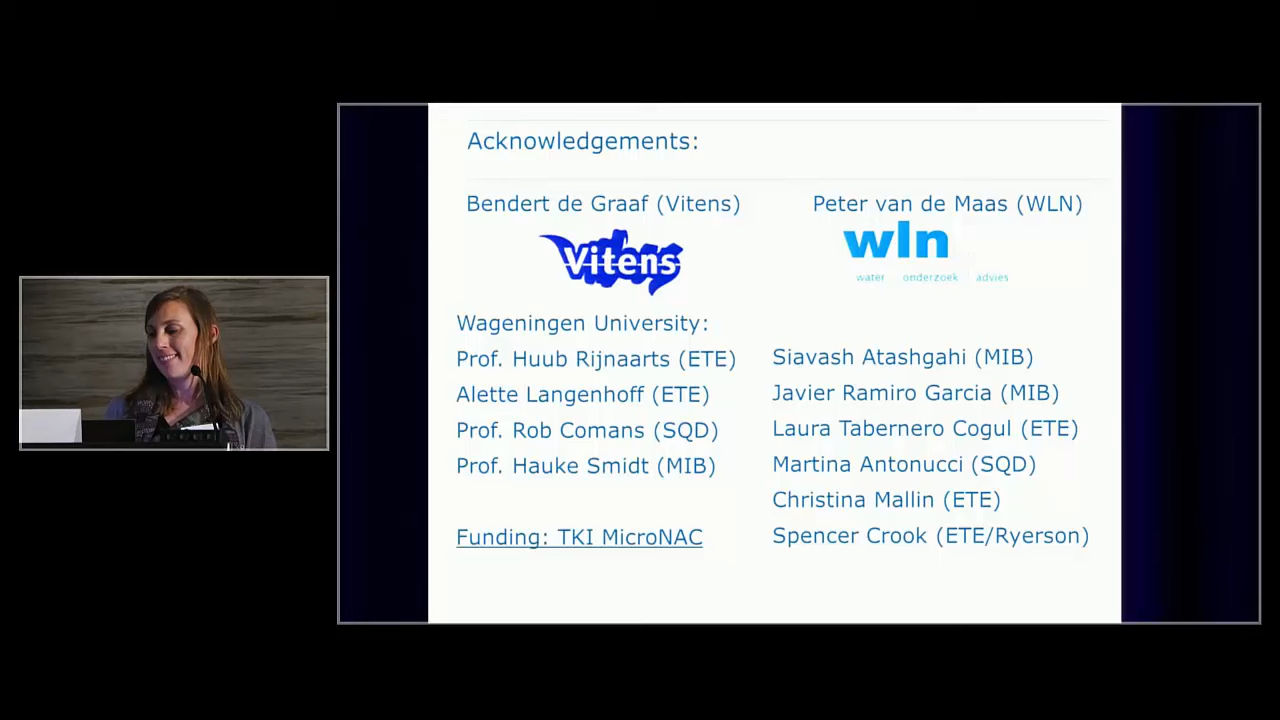 Acknowledgements:
Bendert de Graaf (Vitens)
Peter van de Maas (WLN)
Vitens
wln
water onderzoek advies
Wageningen University:
Prof. Huub Rijnaarts (ETE)
Alette Langenhoff (ETE)
Prof. Rob Comans (SQD)
Prof. Hauke Smidt (MIB)
Funding: TKI MicroNAC
Siavash Atashgahi (MIB)
Javier Ramiro Garcia (MIB)
Laura Tabernero Cogul (ETE)
Martina Antonucci (SQD)
Christina Mallin (ETE)
Spencer Crook (ETE/Ryerson)